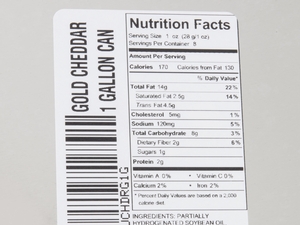 GOLD CHEDDAR
1 GALLON CAN
UCHDRG1G
Nutrition Facts
Serving Size 1 oz (28 g/1 oz)
Servings Per Container 8
Amount Per Serving
Calories 170 Calories from Fat 130
% Daily Value*
Total Fat 14g 22%
Saturated Fat 2.5g 14%
Trans Fat 4.5g
Cholesterol 5mg 1%
Sodium 120mg 5%
Total Carbohydrate 8g 3%
Dietary Fiber 2g 6%
Sugars 1g
Protein 2g
Vitamin A 0% • Vitamin C 0%
Calcium 2% • Iron 2%
* Percent Daily Values are based on a 2,000
calorie diet
INGREDIENTS: PARTIALLY
HYDROGENATED SOYBEAN OIL,